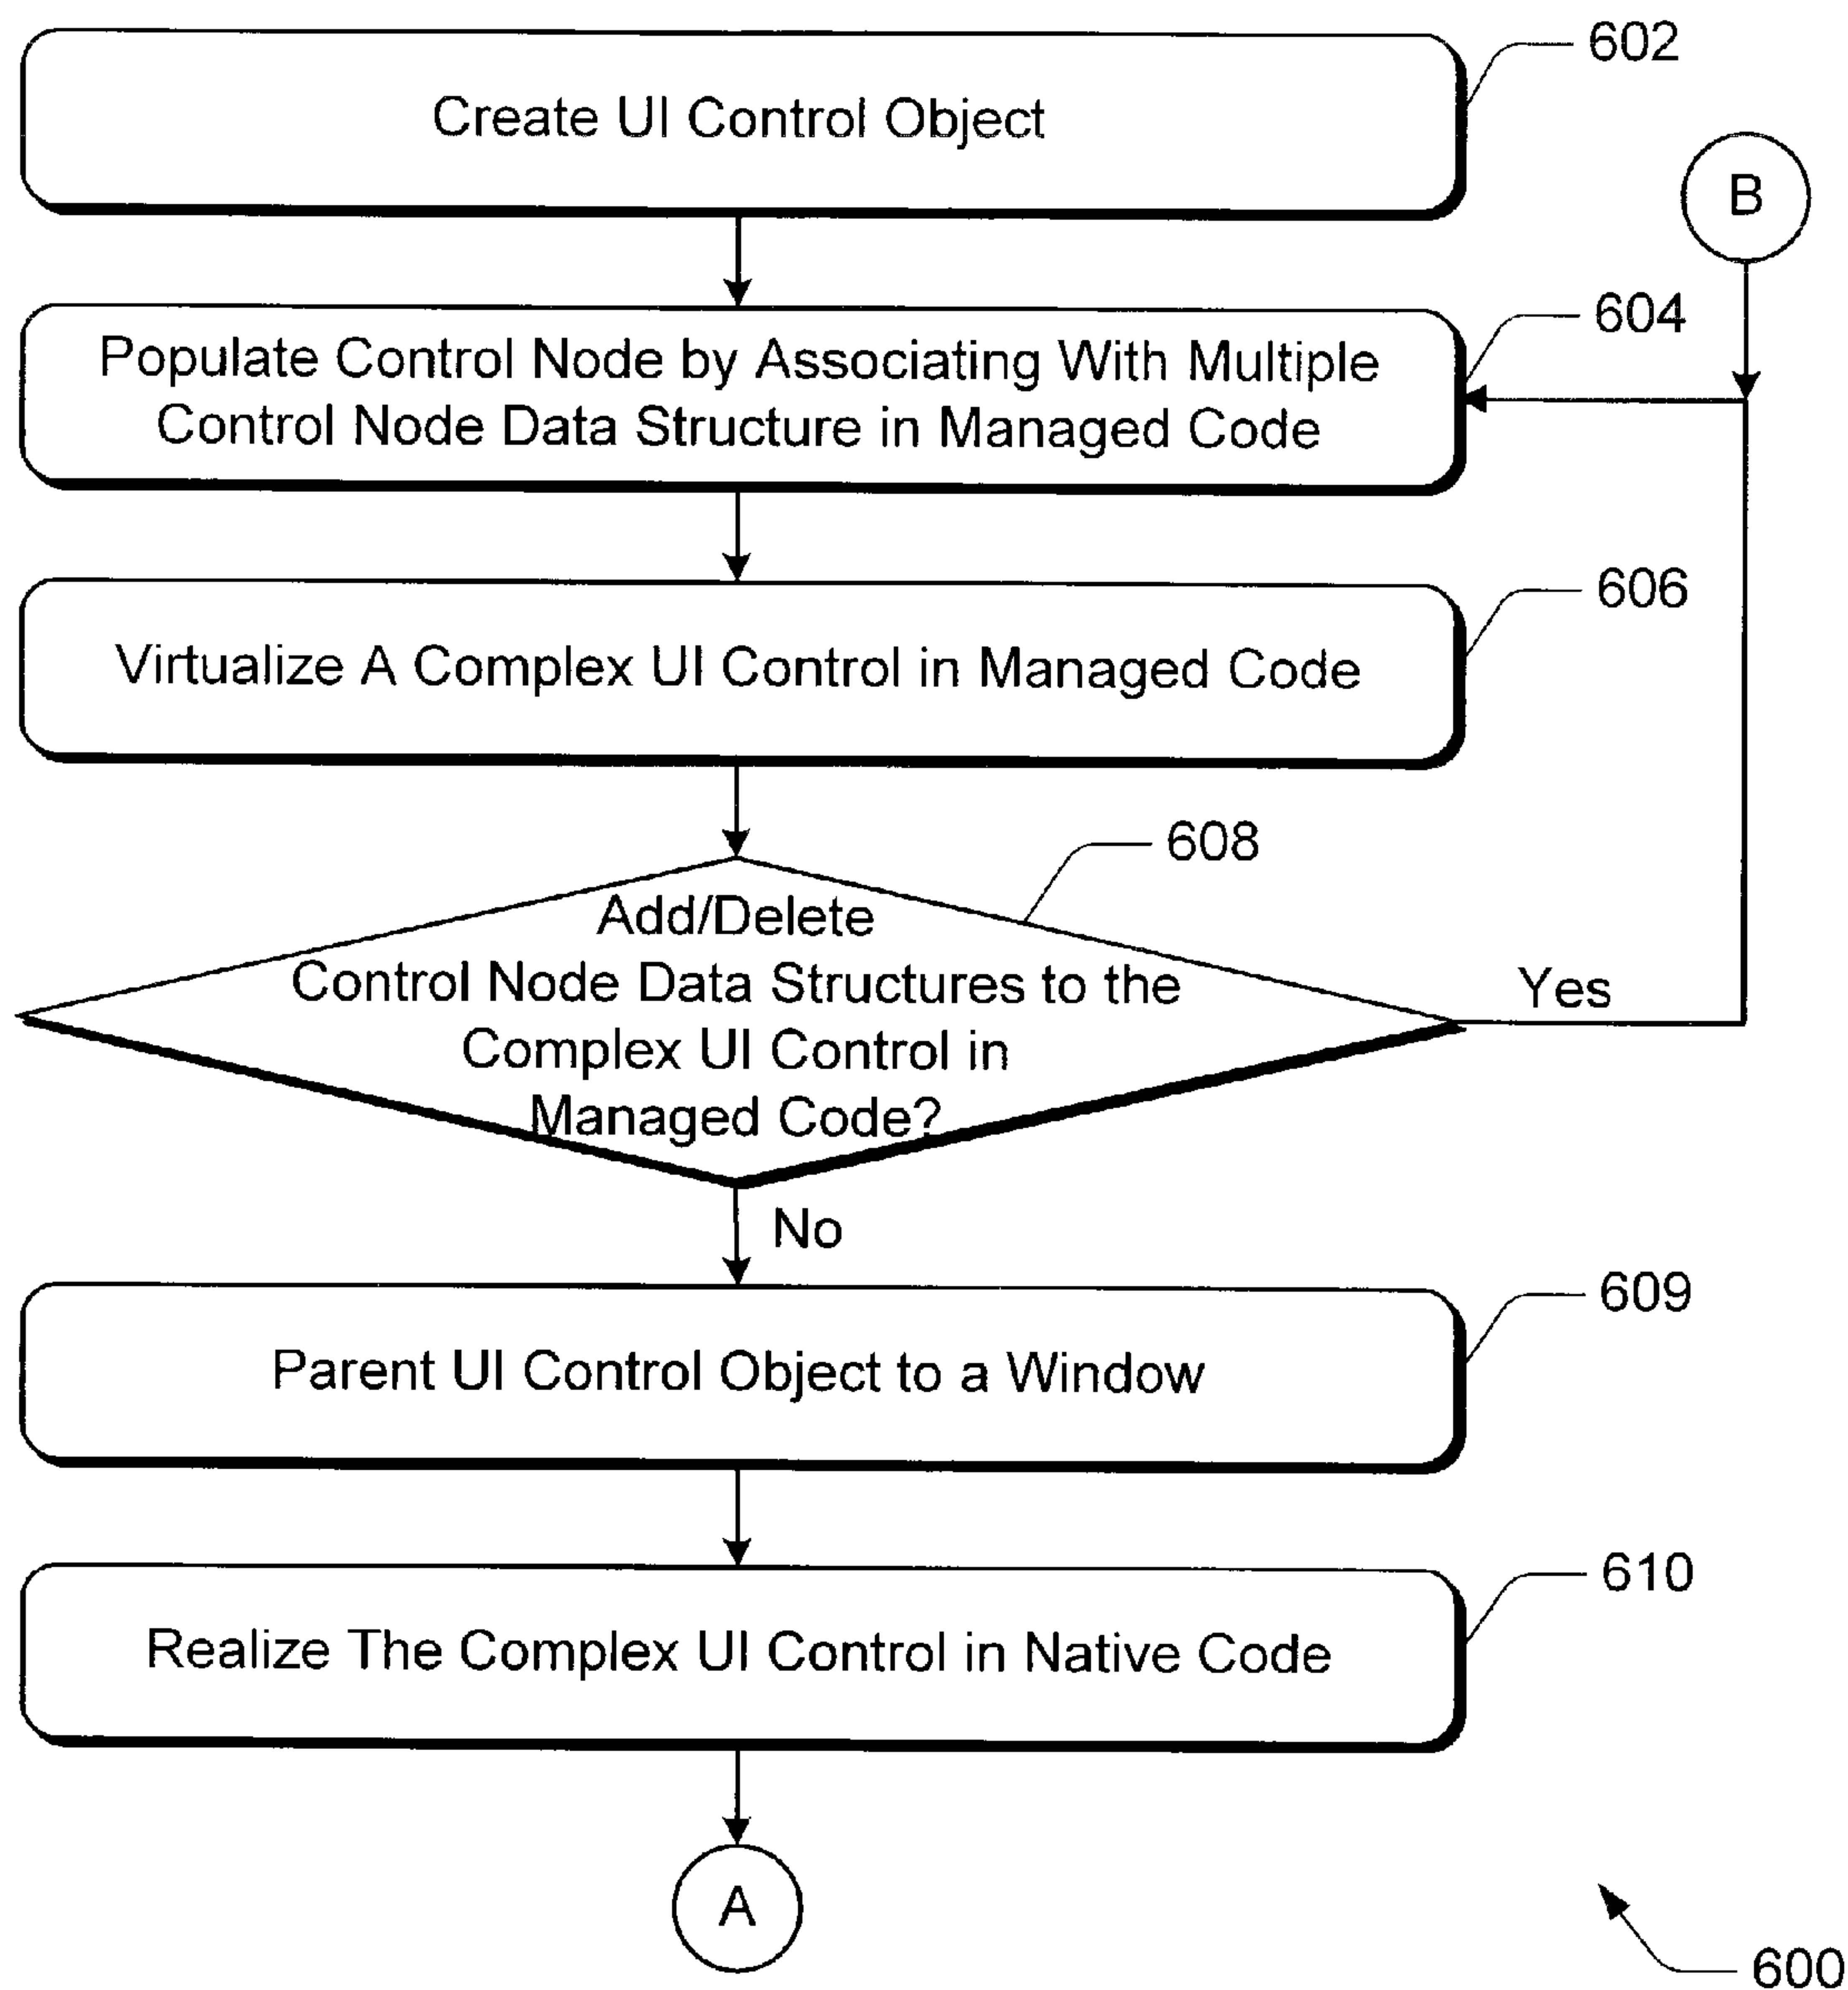 602
Create UI Control Object
B
604
Populate Control Node by Associating With Multiple
Control Node Data Structure in Managed Code
606
Virtualize A Complex UI Control in Managed Code
608
Add/Delete
Control Node Data Structures to the
Complex UI Control in
Managed Code?
Yes
No
609
Parent UI Control Object to a Window
610
Realize The Complex UI Control in Native Code
A
600